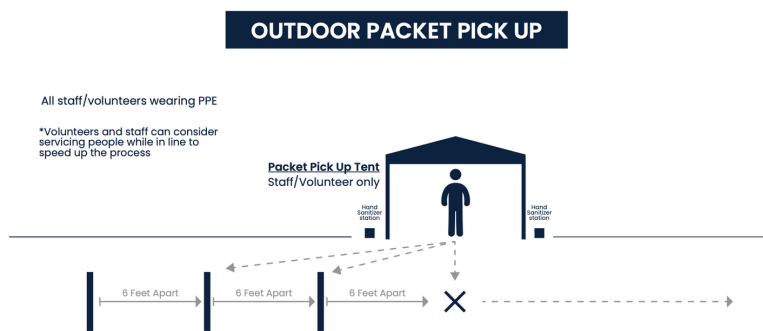 OUTDOOR PACKET PICK UP
All staff/volunteers wearing PPE
*Volunteers and staff can consider
servicing people while in line to
speed up the process
Packet Pick Up Tent
Staff/Volunteer only
Hand
Sanitizer
station
Hand
Sanitizer
station
6 Feet Apart
6 Feet Apart
6 Feet Apart